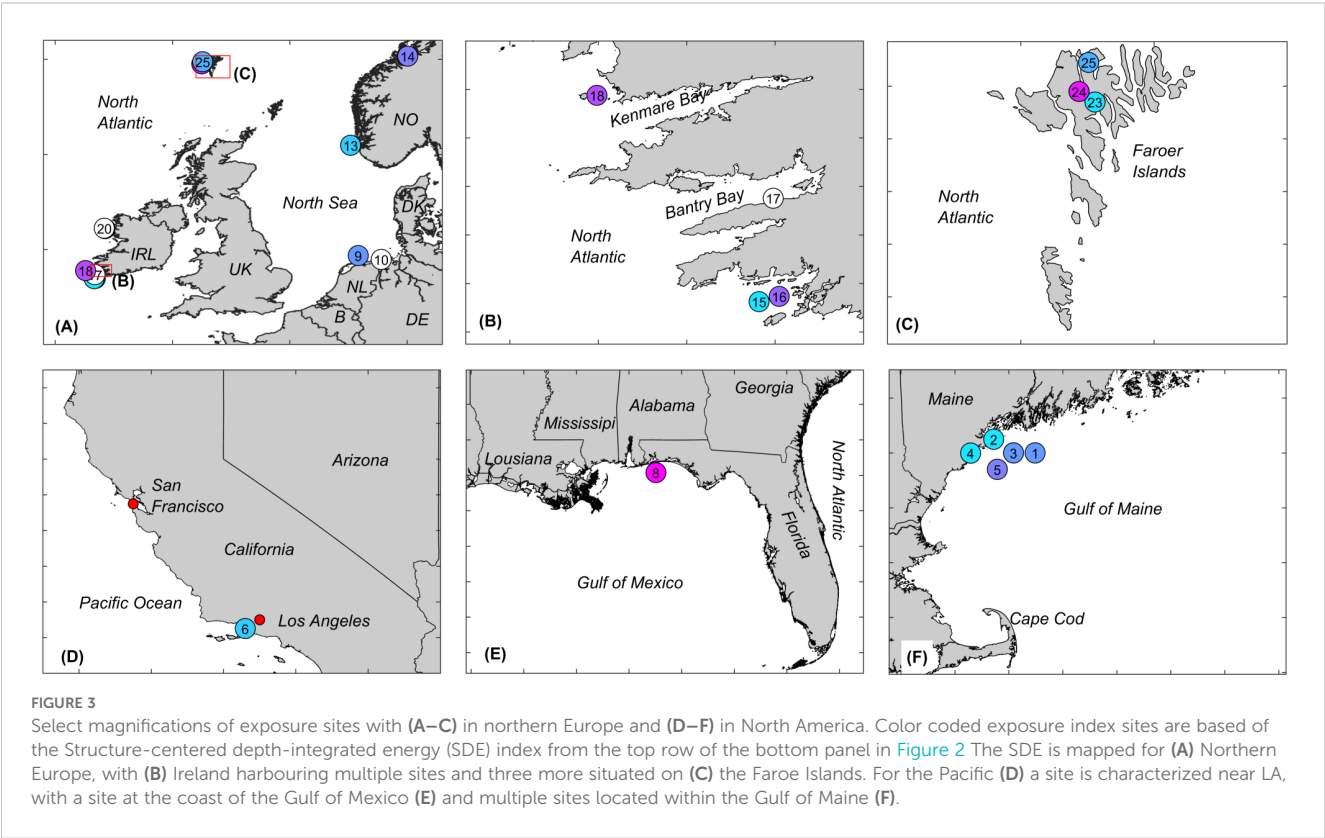 25
14
(C)
North
Atlantic
NO
13
North Sea
DK
20
IRL
9
10
18
17
(B)
UK
NL
B
DE
(A)
18
Kenmare Bay
Bantry Bay
17
North
Atlantic
15
16
(B)
25
24
23
Faroer
Islands
North
Atlantic
(C)
San
Francisco
Arizona
California
Pacific Ocean
6
Los Angeles
(D)
Georgia
Alabama
Mississipi
Lousiana
8
North Atlantic
Florida
Gulf of Mexico
(E)
Maine
2
4
3
1
5
Gulf of Maine
Cape Cod
(F)
FIGURE 3
Select magnifications of exposure sites with (A–C) in northern Europe and (D–F) in North America. Color coded exposure index sites are based of
the Structure-centered depth-integrated energy (SDE) index from the top row of the bottom panel in Figure 2 The SDE is mapped for (A) Northern
Europe, with (B) Ireland harbouring multiple sites and three more situated on (C) the Faroe Islands. For the Pacific (D) a site is characterized near LA,
with a site at the coast of the Gulf of Mexico (E) and multiple sites located within the Gulf of Maine (F).